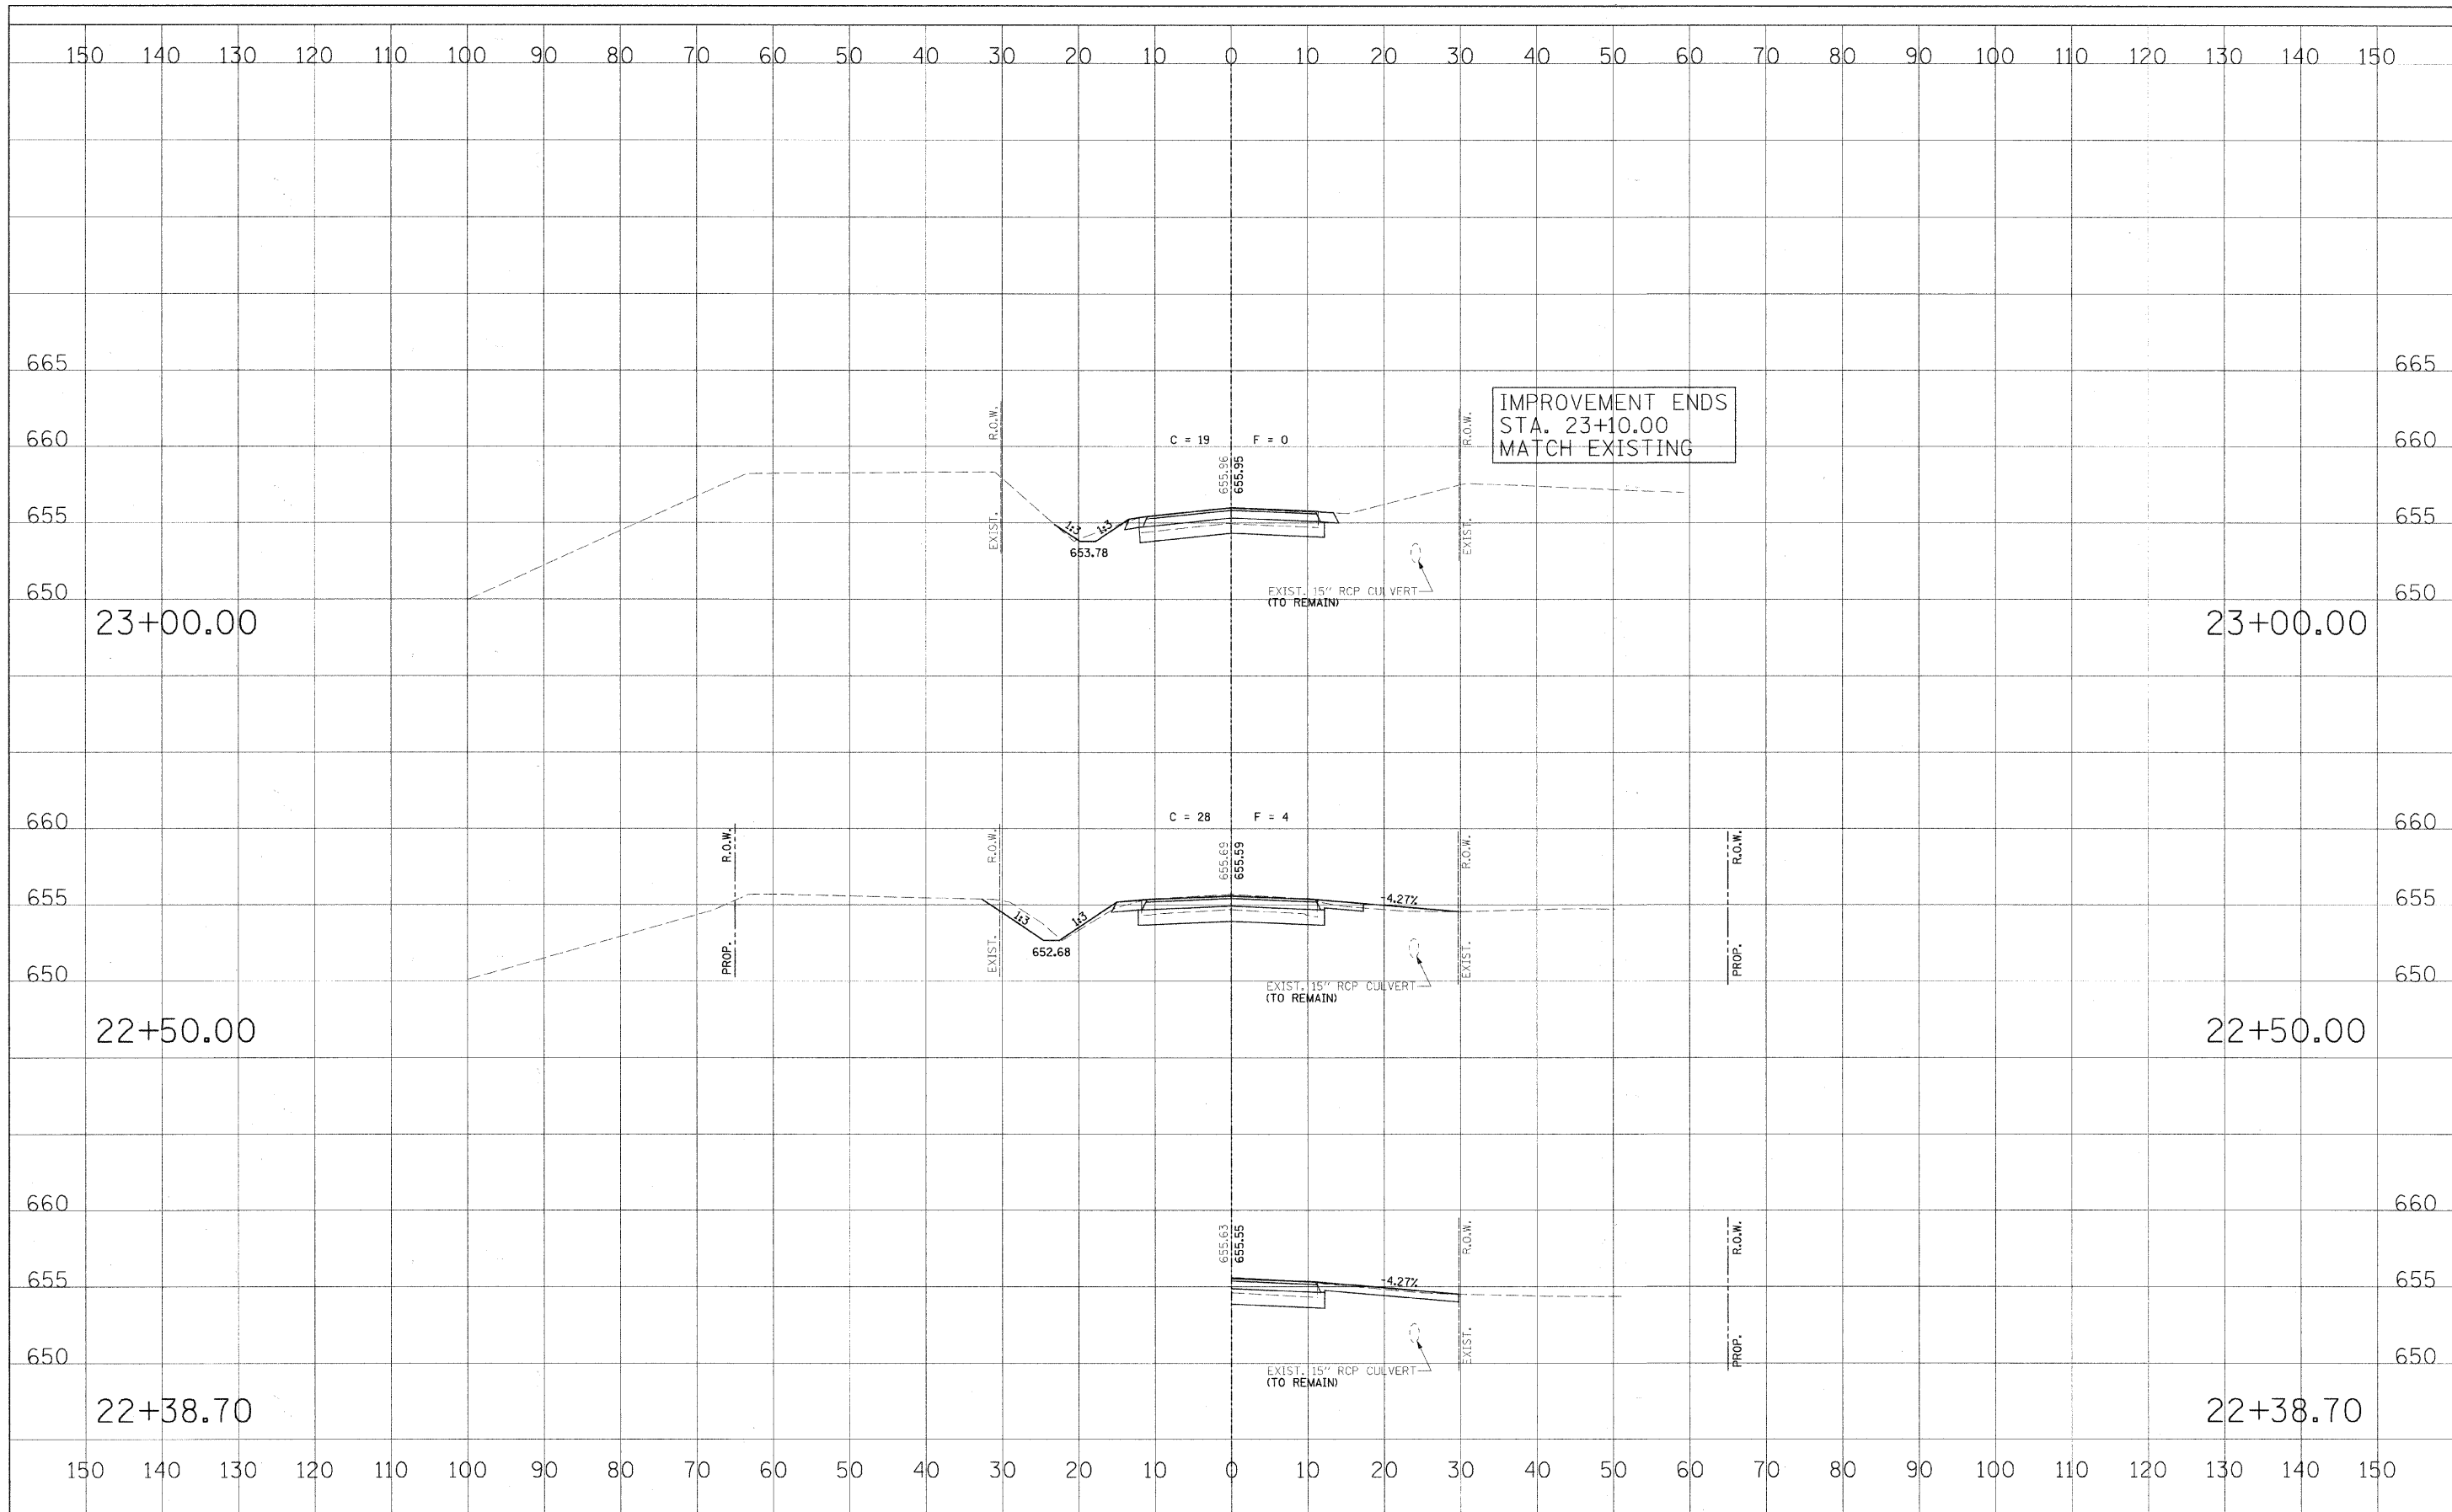 150 140 130 120 110 100 90 80 70 60 50 40 30 20 10 0 10 20 30 40 50 60 70 80 90 100 110 120 130 140 150
665 665
IMPROVEMENT ENDS
STA. 23+10.00
MATCH EXISTING
R.O.W. R.O.W.
660 C = 19 F = 0 660
655.96
655.95
655 1:3 1:3 655
EXIST. EXIST.
653.78
EXIST. 15" RCP CULVERT
(TO REMAIN)
650 650
23+00.00 23+00.00
660 C = 28 F = 4 660
R.O.W. R.O.W. R.O.W. R.O.W.
655.69
655.59
655 -4.27% 655
1:3 1:3
652.68
PROP. EXIST. EXIST. PROP.
650 650
EXIST. 15" RCP CULVERT
(TO REMAIN)
22+50.00 22+50.00
660 660
655.63
655.55
R.O.W. R.O.W.
655 -4.27% 655
EXIST. PROP.
650 650
EXIST. 15" RCP CULVERT
(TO REMAIN)
22+38.70 22+38.70
150 140 130 120 110 100 90 80 70 60 50 40 30 20 10 0 10 20 30 40 50 60 70 80 90 100 110 120 130 140 150